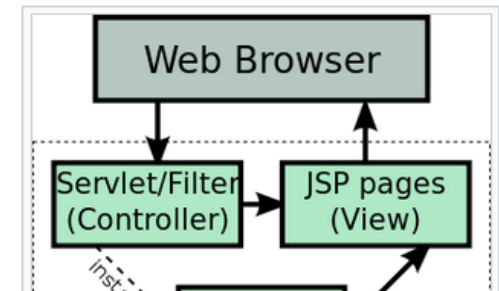 Web Browser
Servlet/Filter
(Controller)
JSP pages
(View)